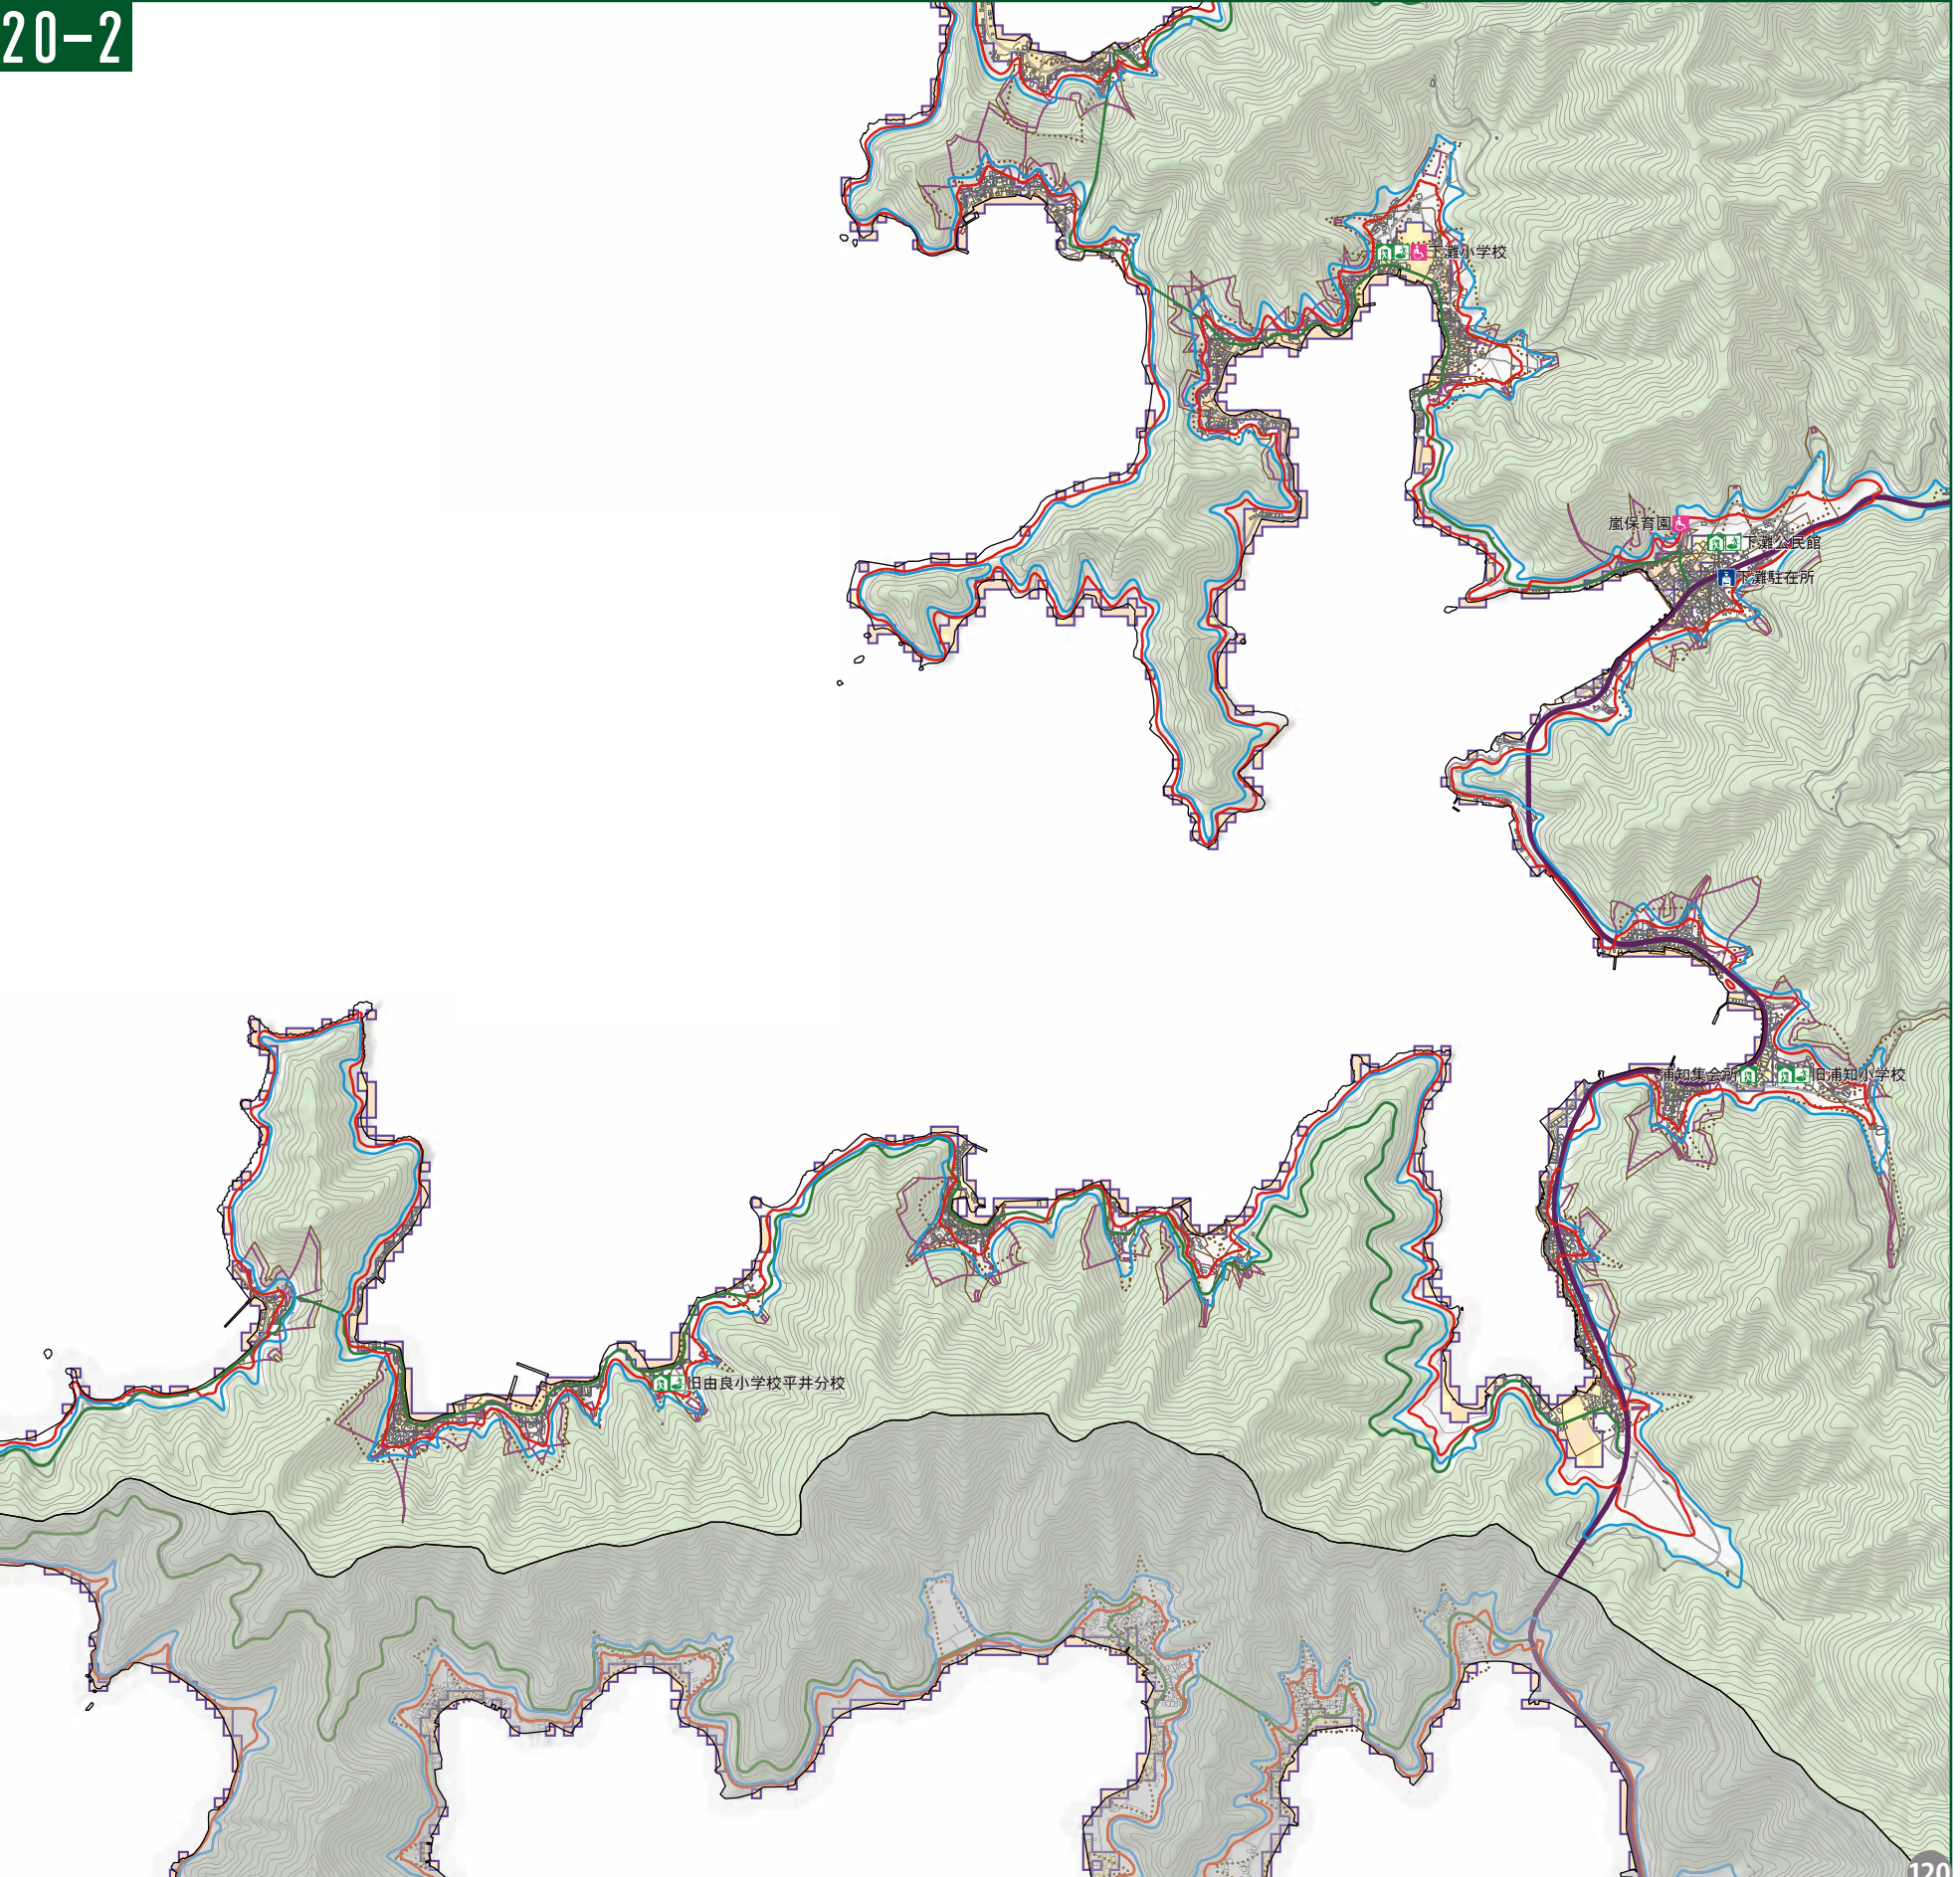 20-2
下灘小学校
嵐保育園
下灘公民館
下灘駐在所
浦知集会所
旧浦知小学校
旧由良小学校平井分校
120